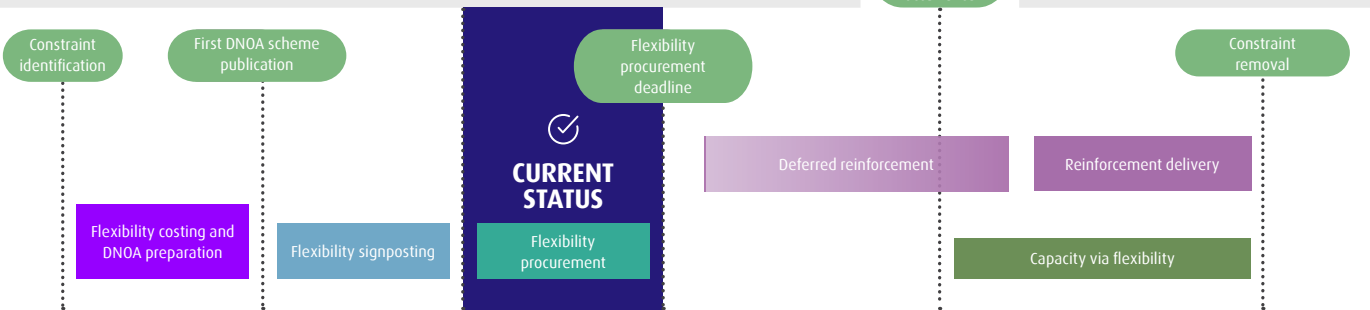 Constraint
identification
First DNOA scheme
publication
Flexibility
procurement
deadline
Constraint
removal
CURRENT
STATUS
Deferred reinforcement
Reinforcement delivery
Flexibility costing and
DNOA preparation
Flexibility signposting
Flexibility
procurement
Capacity via flexibility